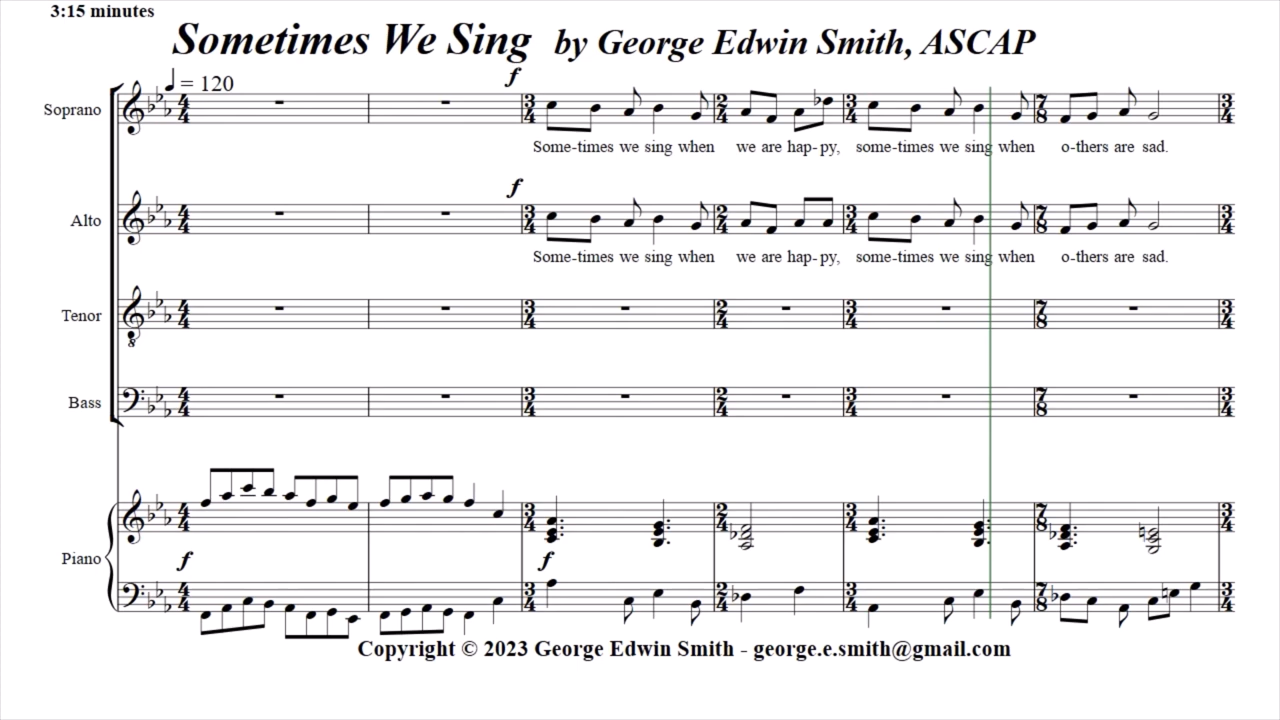 3:15 minutes
Sometimes We Sing by George Edwin Smith, ASCAP
= 120
f
Soprano
Some-times we sing when we are hap-py, some-times we sing when o-thers are sad.
f
Alto
Some-times we sing when we are hap-py, some-times we sing when o-thers are sad.
Tenor
8
Bass
Piano
f f
Copyright © 2023 George Edwin Smith - george.e.smith@gmail.com